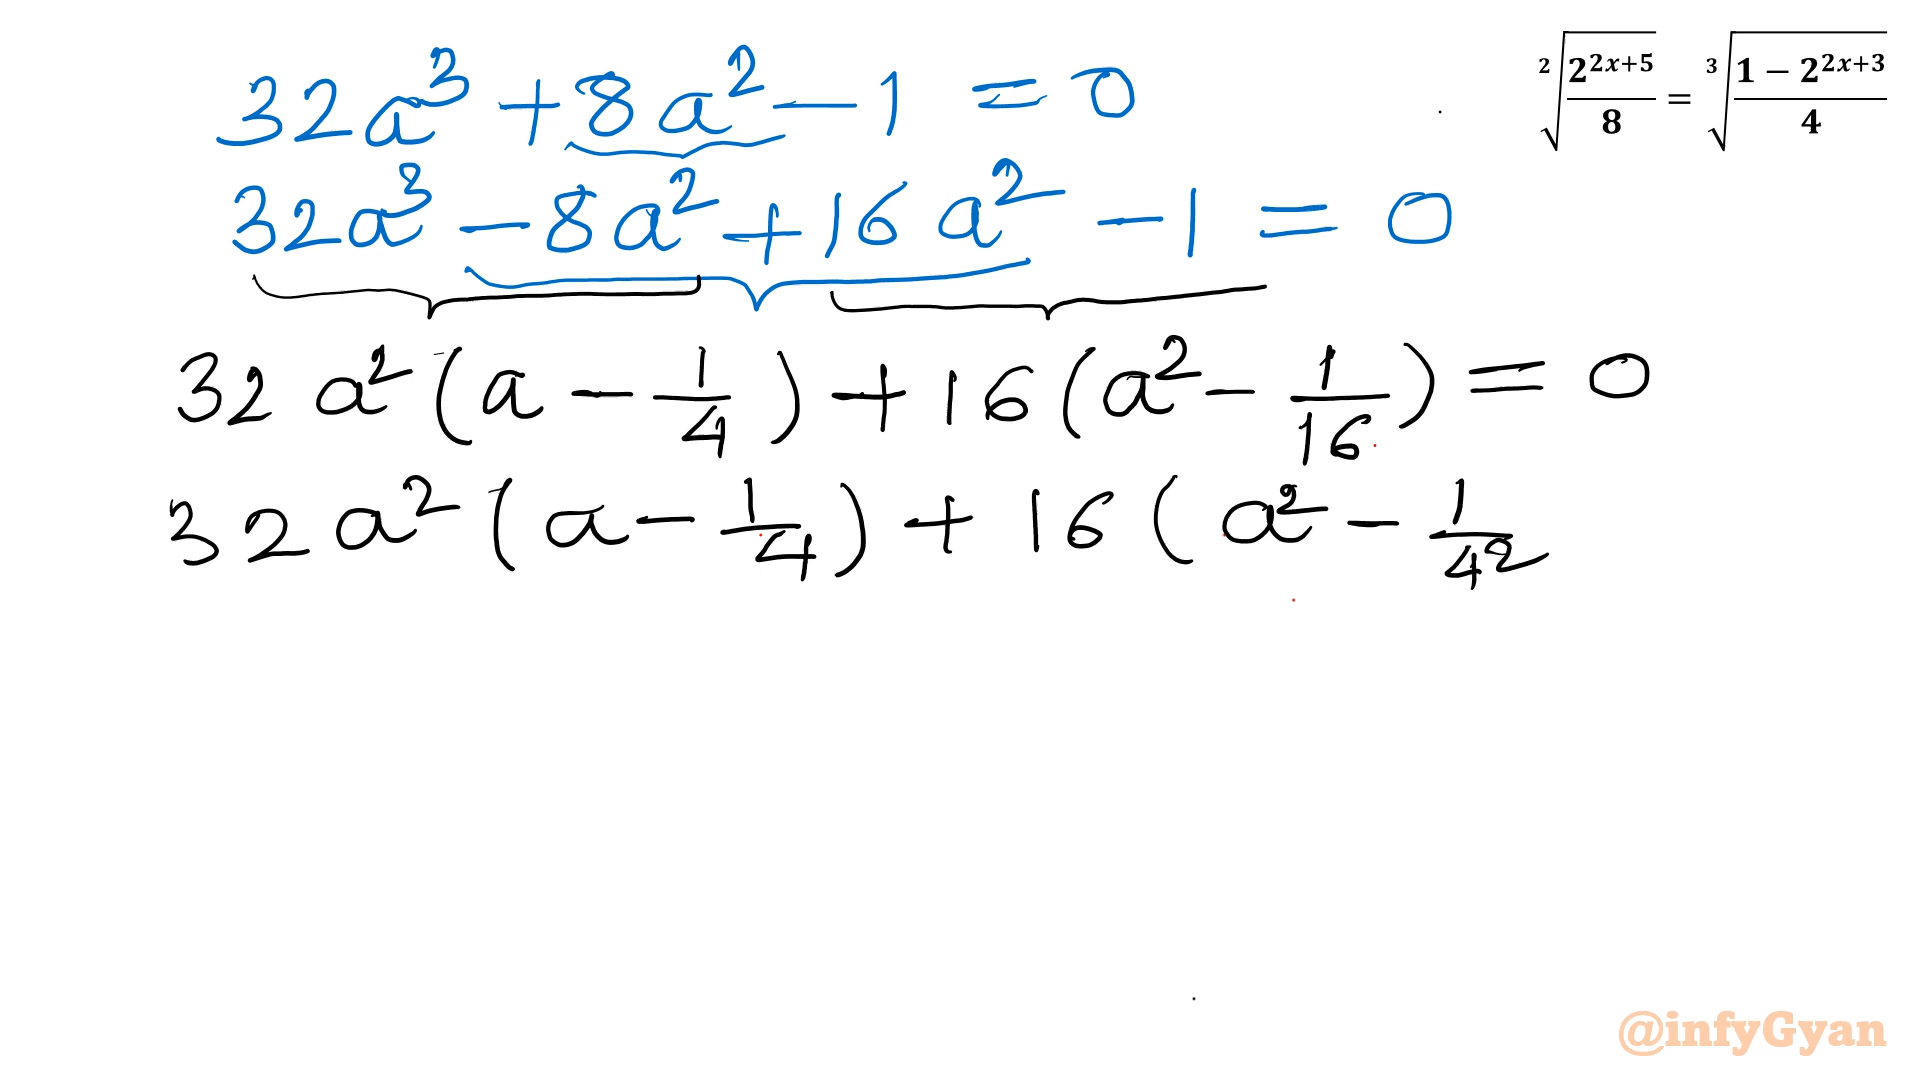 32a³ + 8a² − 1 = 0
32a³ − 8a² + 16a² − 1 = 0
32a²(a − 1/4) + 16(a² − 1/16) = 0
32a²(a − 1/4) + 16(a² − 1/4²
²√(2^(2x+5)/8) = ³√((1 − 2^(2x+3))/4)
@infyGyan